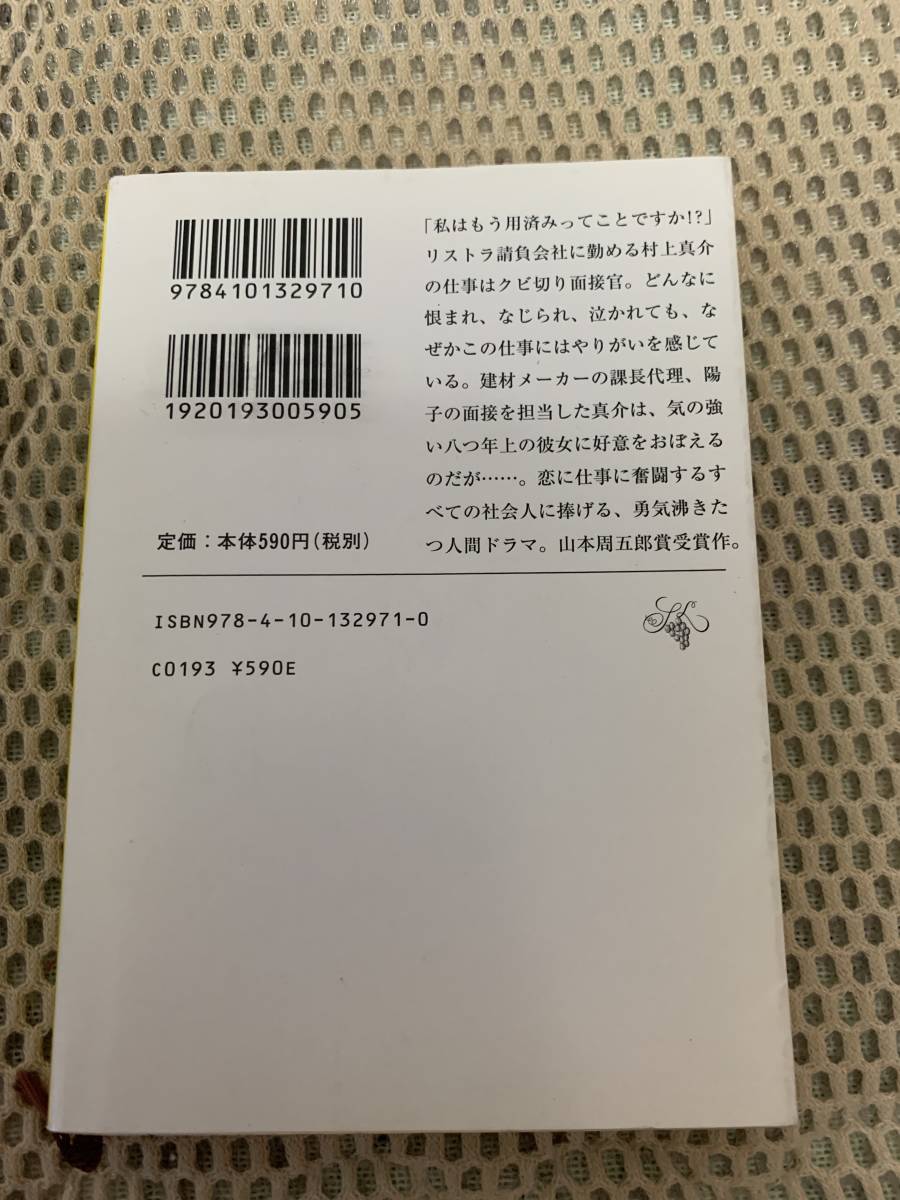 9784101329710
1920193005905
定価：本体590円(税別)
「私はもう用済みってことですか!?」
リストラ請負会社に勤める村上真介
の仕事はクビ切り面接官。どんなに
恨まれ、なじられ、泣かれても、な
ぜかこの仕事にはやりがいを感じて
いる。建材メーカーの課長代理、陽
子の面接を担当した真介は、気の強
い八つ年上の彼女に好意をおぼえる
のだが……。恋に仕事に奮闘するす
べての社会人に捧げる、勇気沸きた
つ人間ドラマ。山本周五郎賞受賞作。
ISBN978-4-10-132971-0
C0193 ¥590E